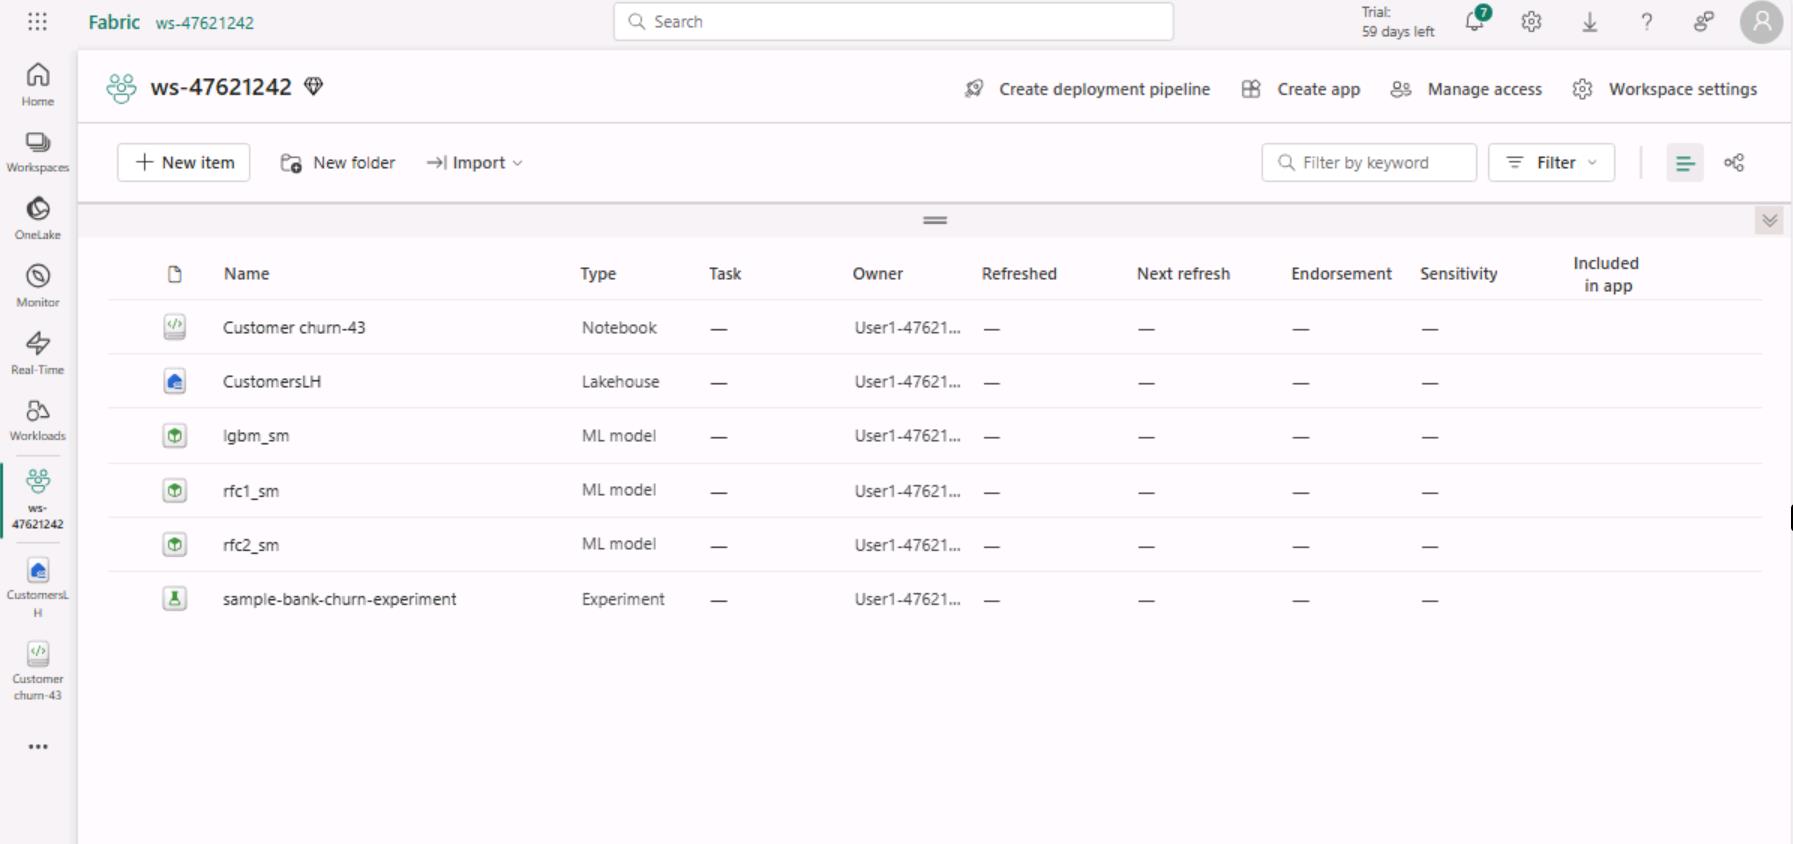 Fabric ws-47621242 Search Trial: 7
59 days left
Home
Workspaces
OneLake
Monitor
Real-Time
Workloads
ws-
47621242
CustomersL
H
Customer
churn-43
ws-47621242 Create deployment pipeline Create app Manage access Workspace settings
New item New folder Import Filter by keyword Filter
Name Type Task Owner Refreshed Next refresh Endorsement Sensitivity Included
in app
Customer churn-43 Notebook — User1-47621... — — — —
CustomersLH Lakehouse — User1-47621... — — — —
lgbm_sm ML model — User1-47621... — — — —
rfc1_sm ML model — User1-47621... — — — —
rfc2_sm ML model — User1-47621... — — — —
sample-bank-churn-experiment Experiment — User1-47621... — — — —